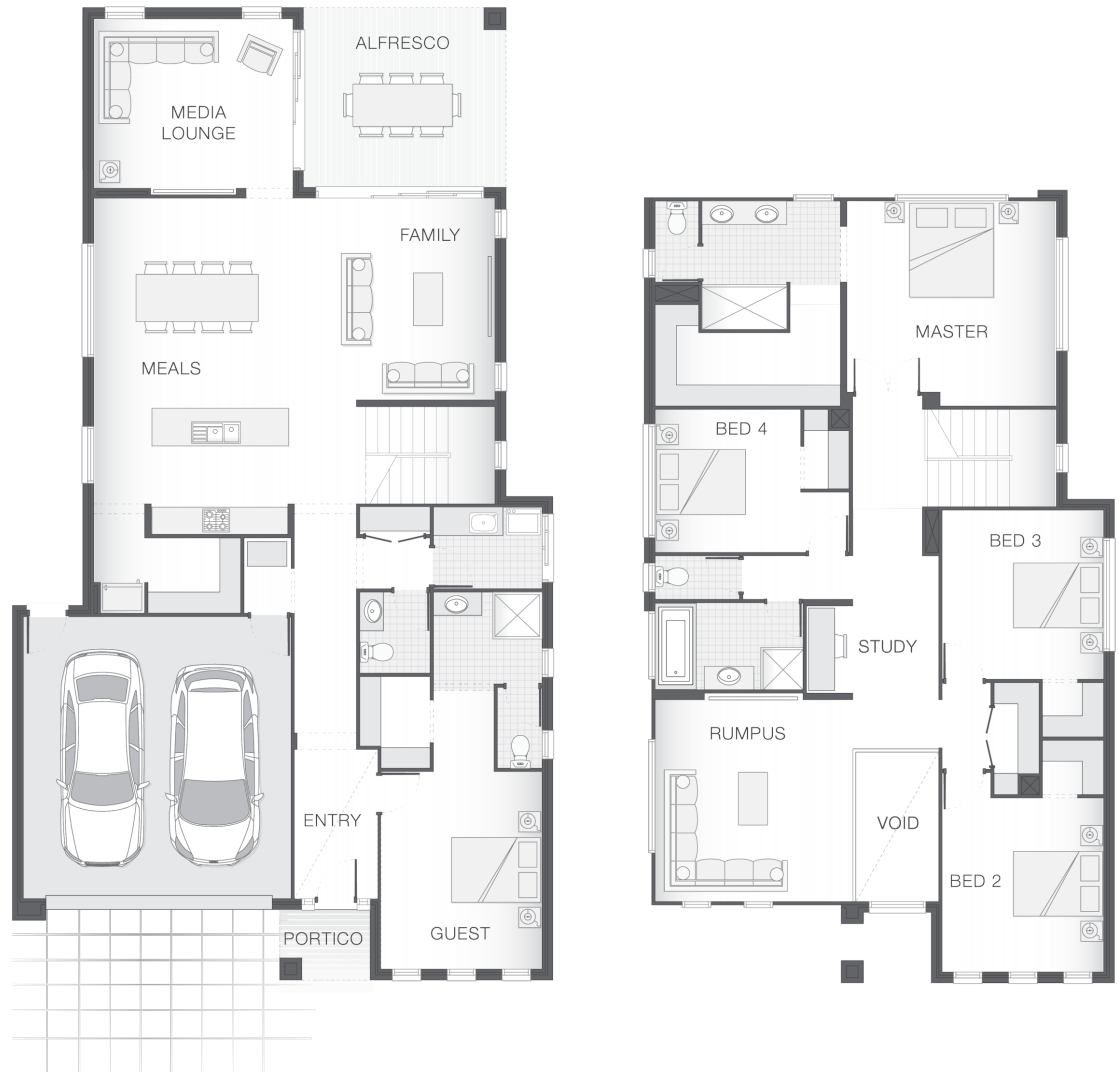 ALFRESCO
MEDIA
LOUNGE
FAMILY
MEALS
ENTRY
PORTICO
GUEST
MASTER
BED 4
BED 3
STUDY
RUMPUS
VOID
BED 2